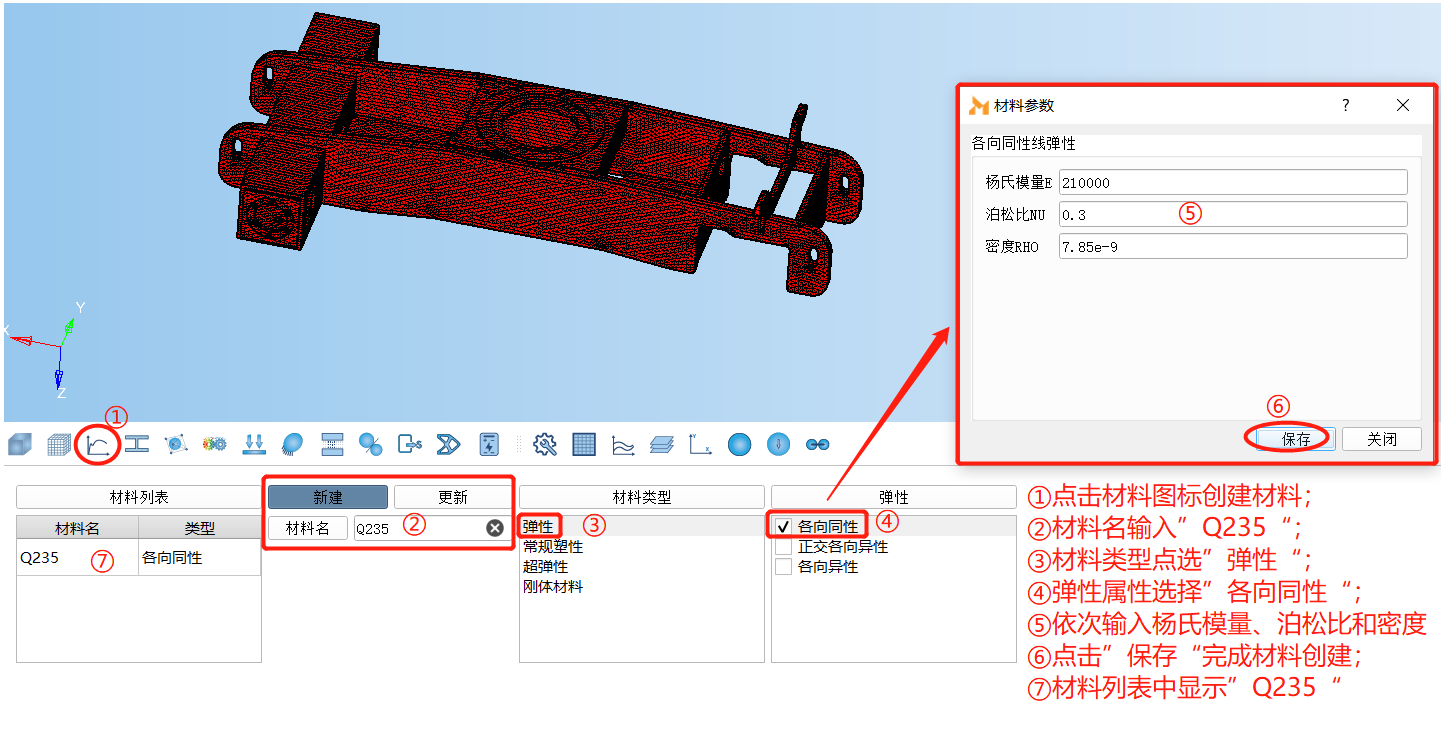 材料参数
?
各向同性线弹性
杨氏模量E 210000
泊松比NU 0.3
⑤
密度RHO 7.85e-9
⑥
保存 关闭
Y
X
Z
①
材料列表 新建 更新 材料类型 弹性
材料名 类型
材料名 Q235 ②
弹性 ③
常规塑性
超弹性
刚体材料
各向同性 ④
正交各向异性
各向异性
Q235 ⑦ 各向同性
①点击材料图标创建材料;
②材料名输入”Q235“;
③材料类型点选”弹性“;
④弹性属性选择”各向同性“;
⑤依次输入杨氏模量、泊松比和密度
⑥点击”保存“完成材料创建;
⑦材料列表中显示”Q235“